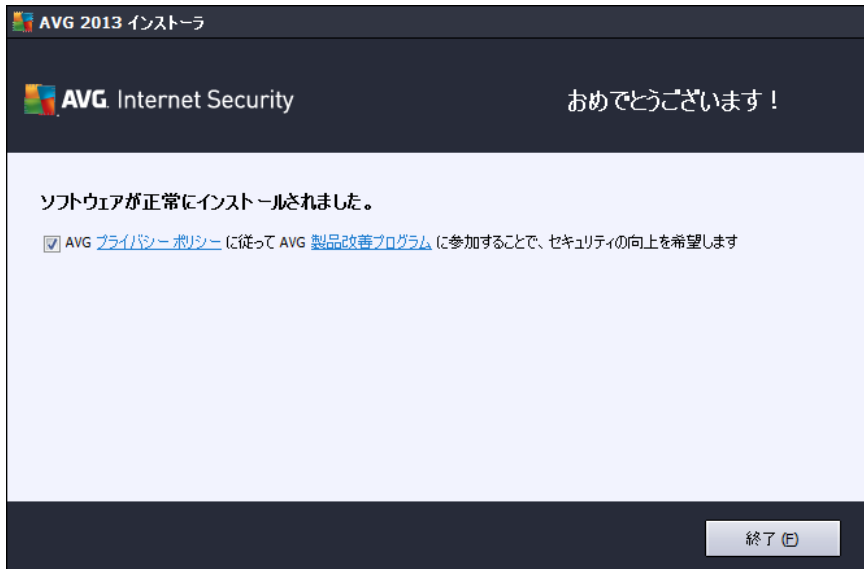 AVG 2013 インストーラ
AVG. Internet Security
おめでとうございます！
ソフトウェアが正常にインストールされました。
AVG プライバシー ポリシー に従って AVG 製品改善プログラム に参加することで、セキュリティの向上を希望します
終了 (F)